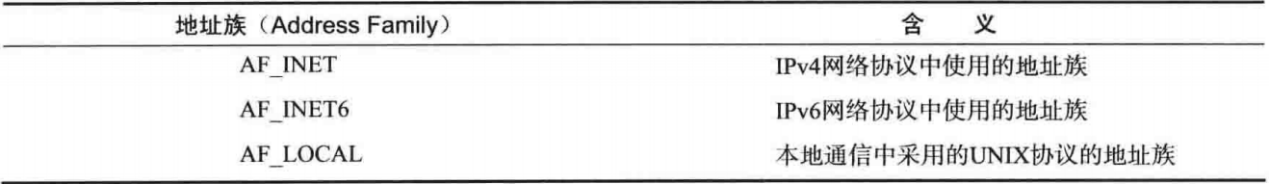 地址族（Address Family） 含 义
AF_INET IPv4网络协议中使用的地址族
AF_INET6 IPv6网络协议中使用的地址族
AF_LOCAL 本地通信中采用的UNIX协议的地址族